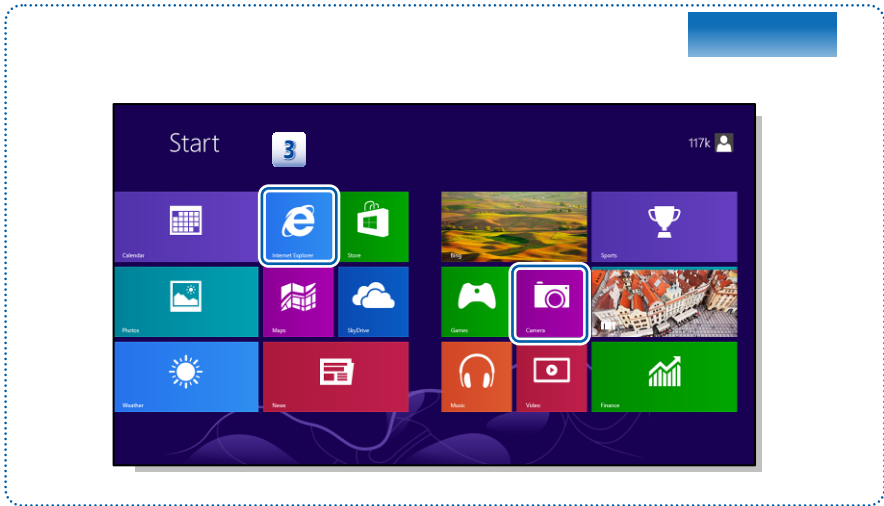 Start
3
117k
Calendar
Internet Explorer
Store
Bing
Sports
Photos
Maps
SkyDrive
Games
Camera
Weather
News
Music
Video
Finance